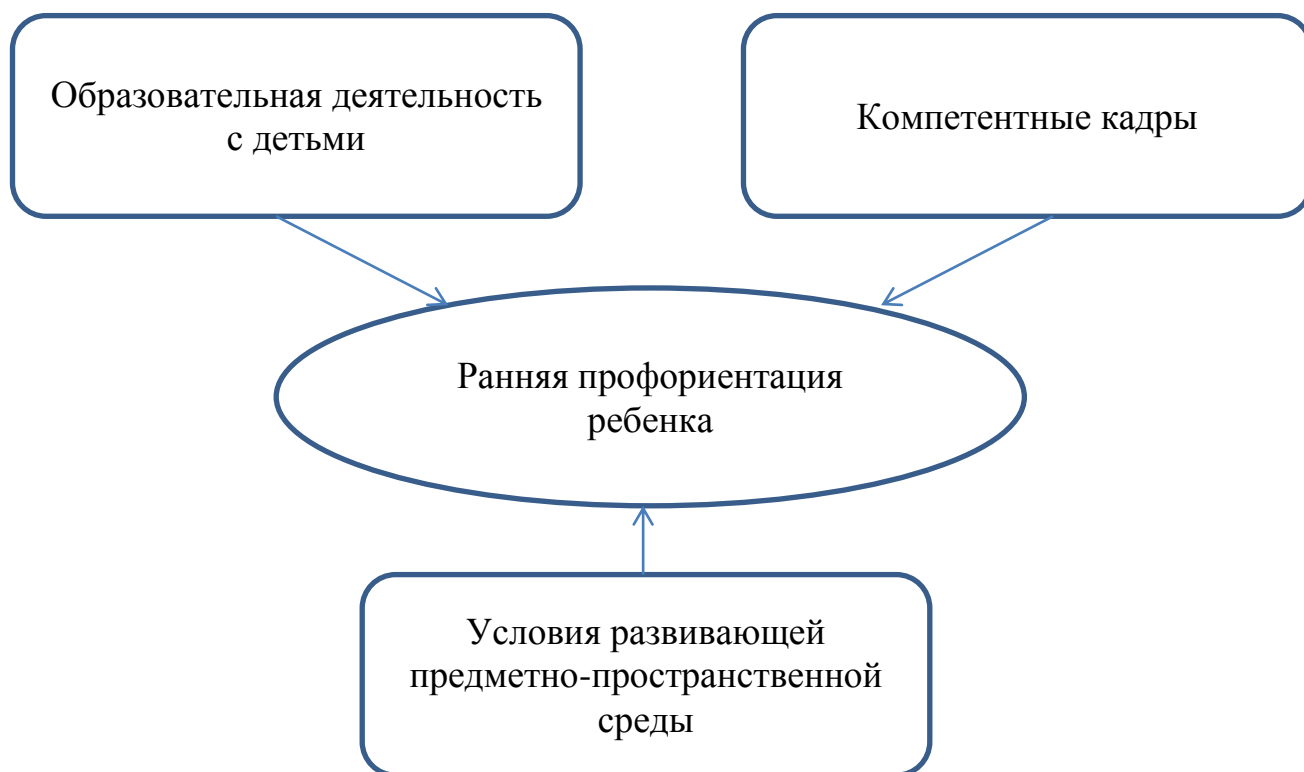 Образовательная деятельность
с детьми
Компетентные кадры
Ранняя профориентация
ребенка
Условия развивающей
предметно-пространственной
среды